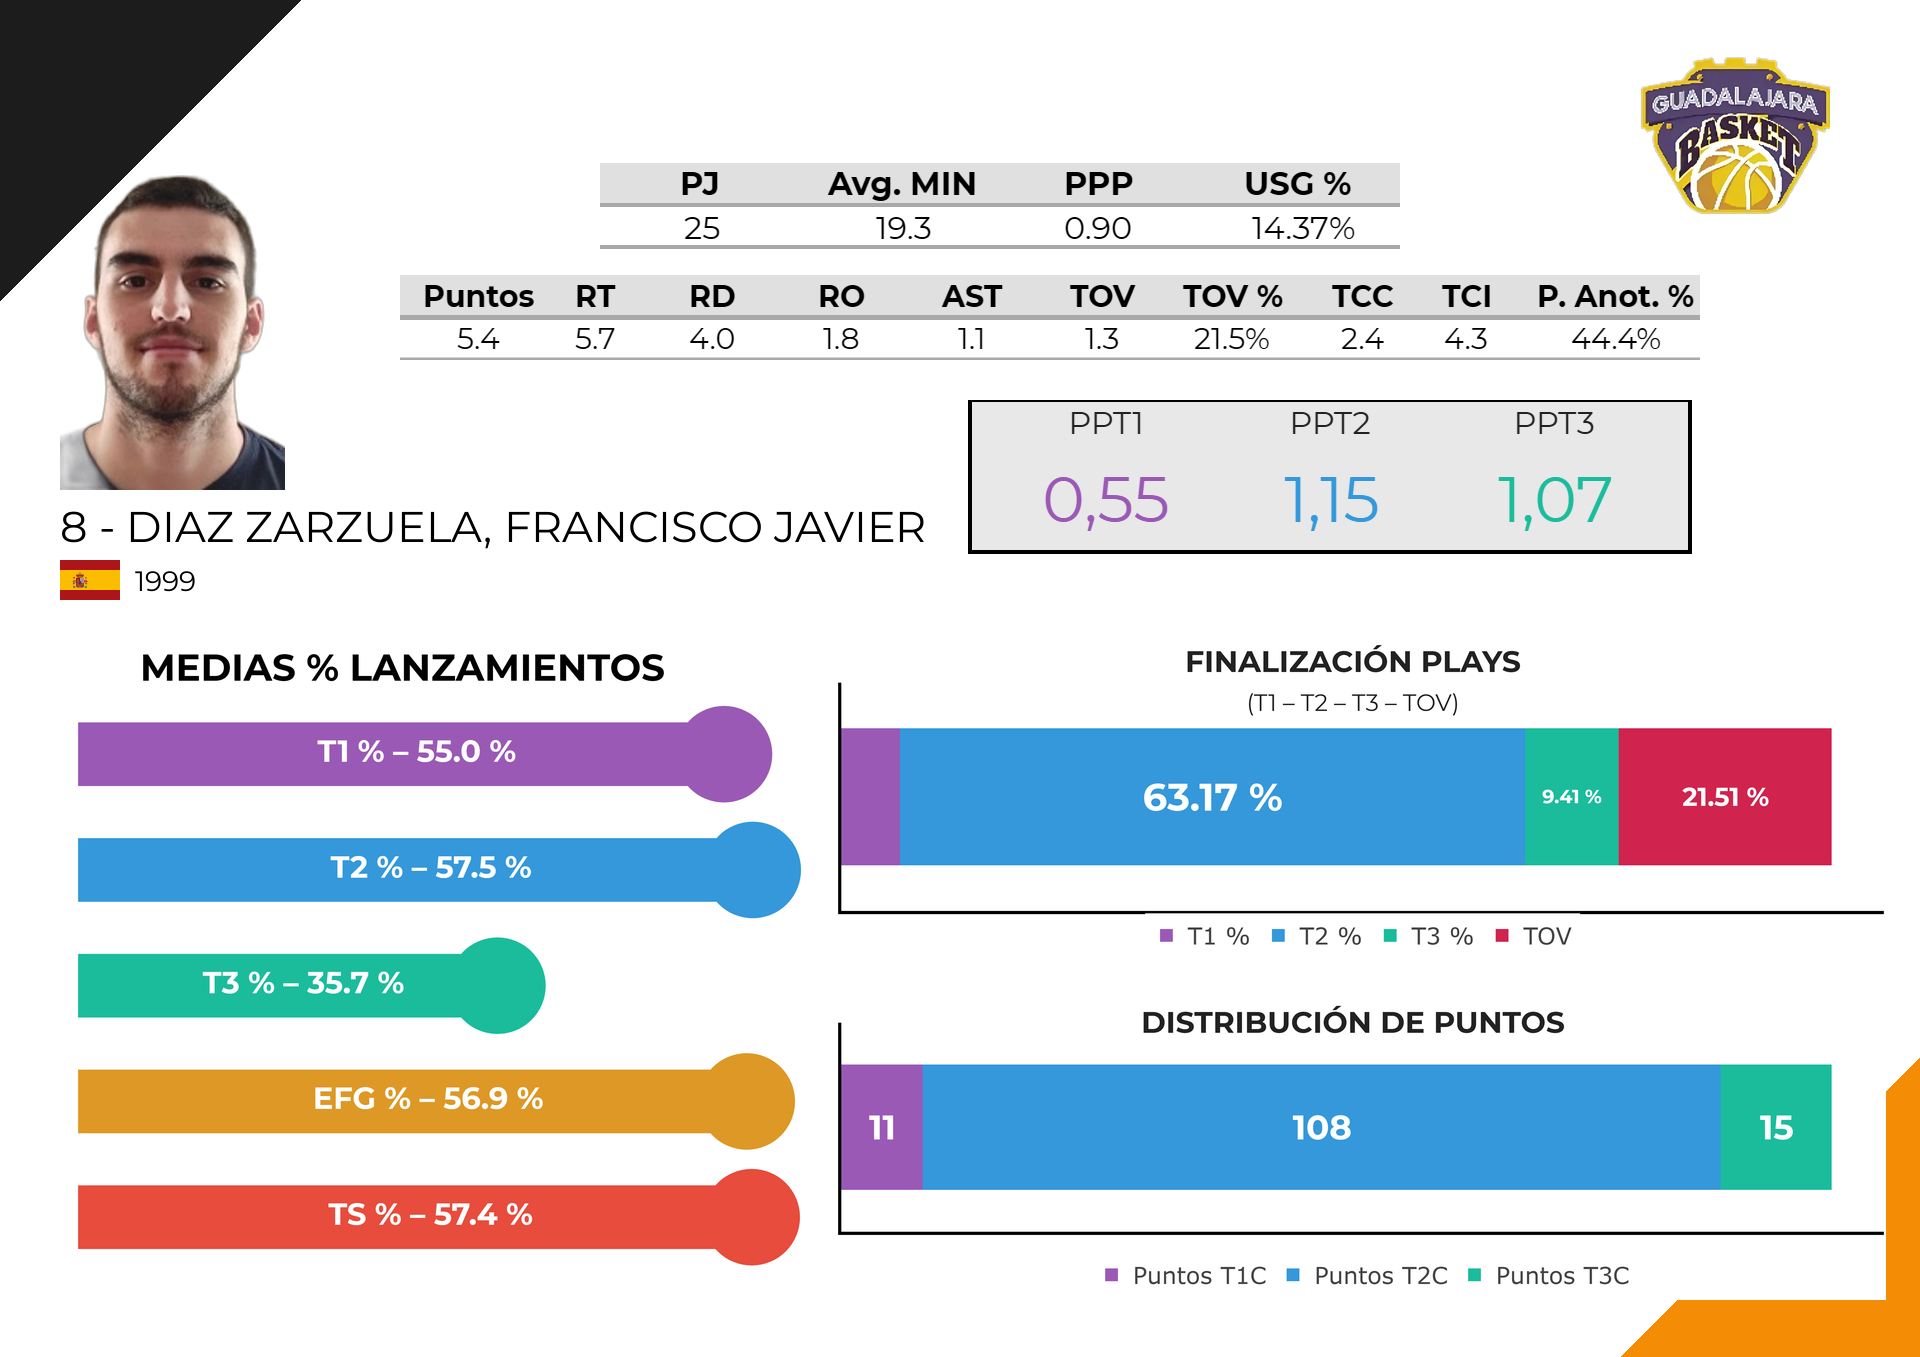 GUADALAJARA
BASKET
PJ Avg. MIN PPP USG %
25 19.3 0.90 14.37%
Puntos RT RD RO AST TOV TOV % TCC TCI P. Anot. %
5.4 5.7 4.0 1.8 1.1 1.3 21.5% 2.4 4.3 44.4%
PPT1 PPT2 PPT3
0,55 1,15 1,07
8 - DIAZ ZARZUELA, FRANCISCO JAVIER
1999
MEDIAS % LANZAMIENTOS
T1 % – 55.0 %
T2 % – 57.5 %
T3 % – 35.7 %
EFG % – 56.9 %
TS % – 57.4 %
FINALIZACIÓN PLAYS
(T1 – T2 – T3 – TOV)
63.17 % 9.41 % 21.51 %
T1 % T2 % T3 % TOV
DISTRIBUCIÓN DE PUNTOS
11 108 15
Puntos T1C Puntos T2C Puntos T3C